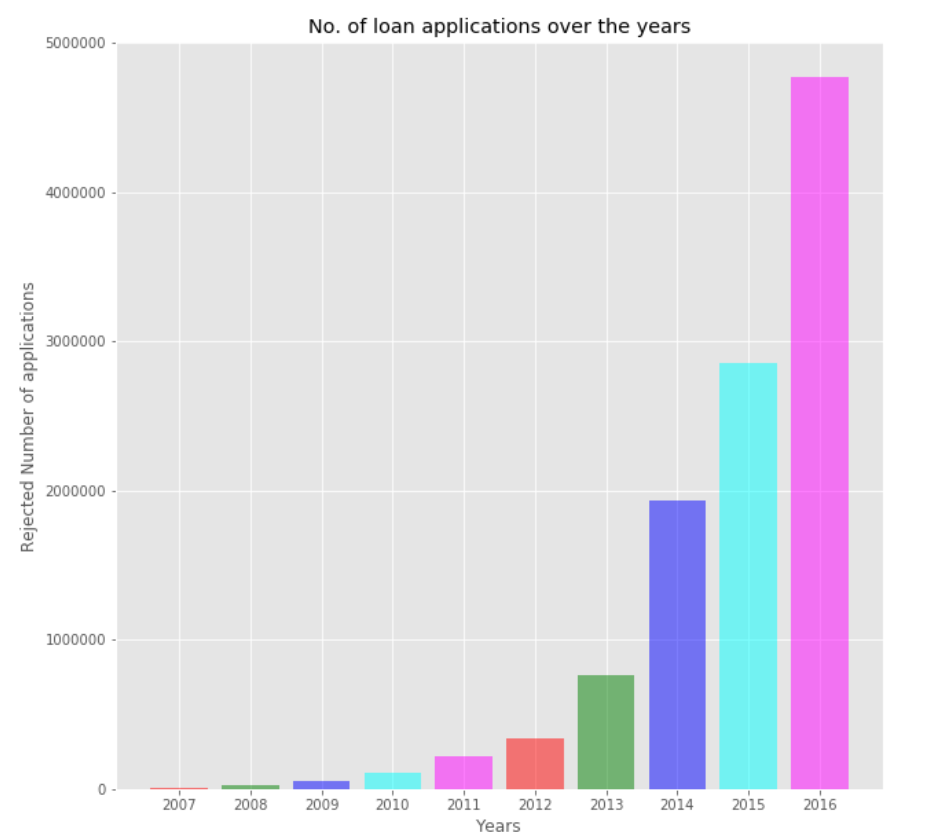 No. of loan applications over the years
5000000
4000000
3000000
2000000
1000000
0
Rejected Number of applications
2007 2008 2009 2010 2011 2012 2013 2014 2015 2016
Years